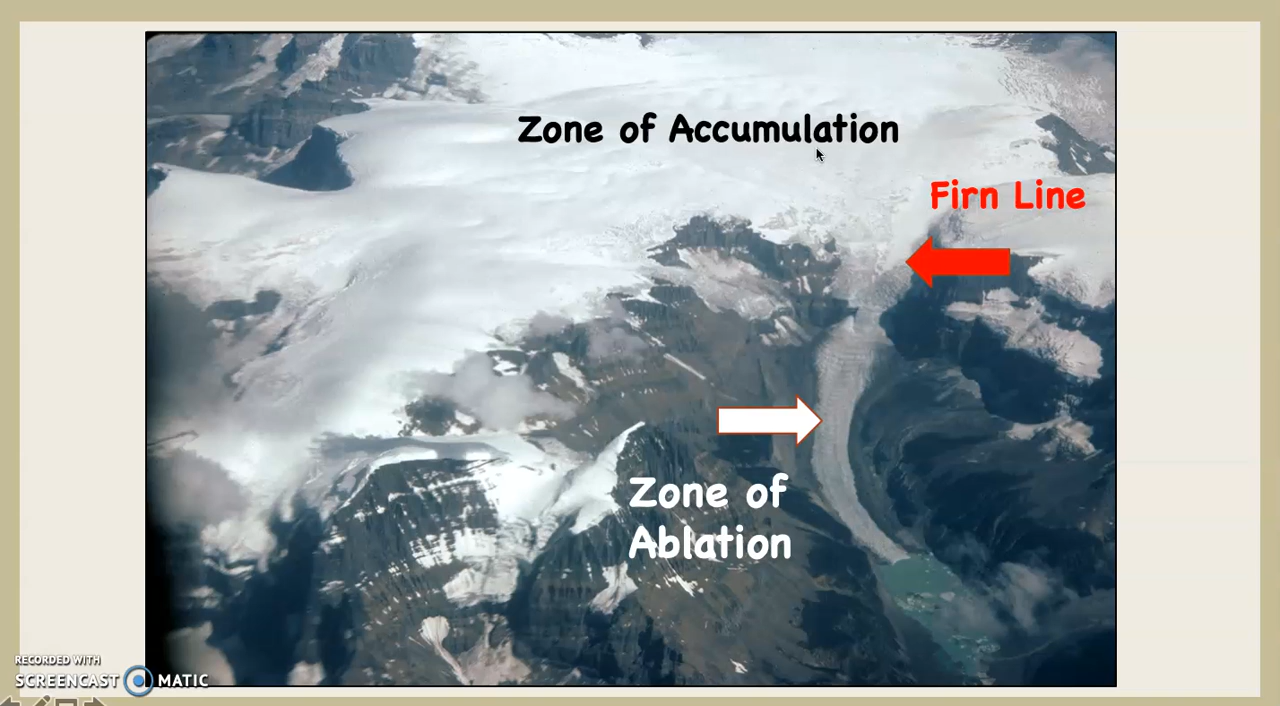 Zone of Accumulation
Firn Line
Zone of
Ablation
RECORDED WITH
SCREENCAST MATIC